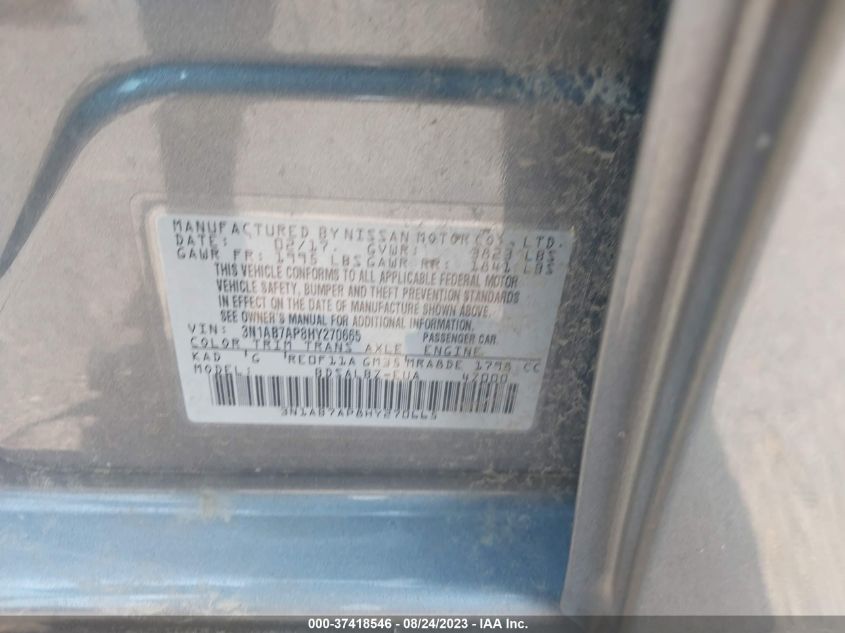 MANUFACTURED BY NISSAN MOTOR CO., LTD.
DATE: 02/17 GVWR: 3823 LBS
GAWR FR: 1995 LBS GAWR RR: 1841 LBS
THIS VEHICLE CONFORMS TO ALL APPLICABLE FEDERAL MOTOR
VEHICLE SAFETY, BUMPER AND THEFT PREVENTION STANDARDS
IN EFFECT ON THE DATE OF MANUFACTURE SHOWN ABOVE.
SEE OWNER'S MANUAL FOR ADDITIONAL INFORMATION.
VIN: 3N1AB7AP8HY270665 PASSENGER CAR.
COLOR TRIM TRANS AXLE ENGINE
KAD G RE0F11A GM35 MRA8DE 1798 CC
MODEL:
3N1AB7AP8HY270665
000-37418546 - 08/24/2023 - IAA Inc.